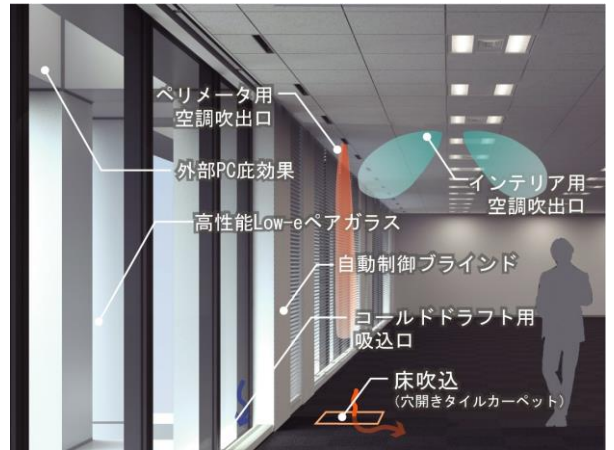 ペリメータ用
空調吹出口
外部PC庇効果
インテリア用
空調吹出口
高性能Low-eペアガラス
自動制御ブラインド
コールドドラフト用
吸込口
床吹込
(穴開きタイルカーペット)